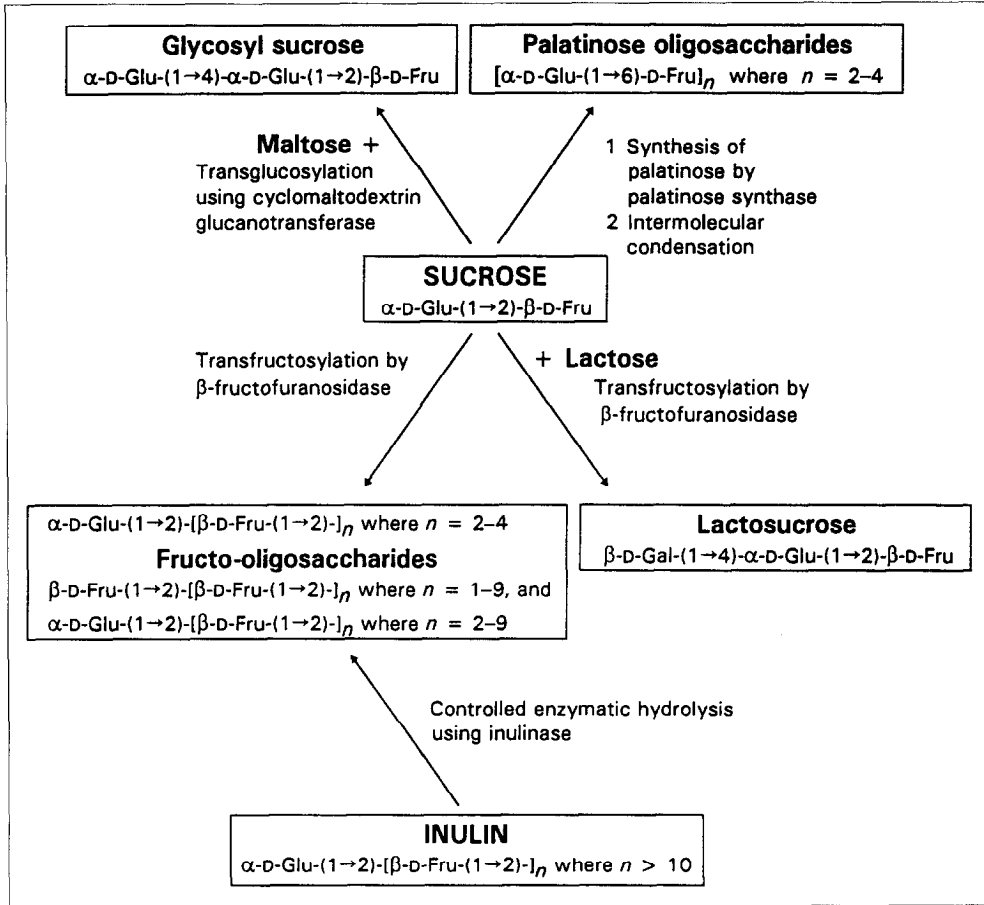 Glycosyl sucrose
α-D-Glu-(1→4)-α-D-Glu-(1→2)-β-D-Fru
Palatinose oligosaccharides
[α-D-Glu-(1→6)-D-Fru]n where n = 2–4
Maltose +
Transglucosylation
using cyclomaltodextrin
glucanotransferase
1 Synthesis of
palatinose by
palatinose synthase
2 Intermolecular
condensation
SUCROSE
α-D-Glu-(1→2)-β-D-Fru
Transfructosylation by
β-fructofuranosidase
+ Lactose
Transfructosylation by
β-fructofuranosidase
α-D-Glu-(1→2)-[β-D-Fru-(1→2)-]n where n = 2–4
Fructo-oligosaccharides
β-D-Fru-(1→2)-[β-D-Fru-(1→2)-]n where n = 1–9, and
α-D-Glu-(1→2)-[β-D-Fru-(1→2)-]n where n = 2–9
Lactosucrose
β-D-Gal-(1→4)-α-D-Glu-(1→2)-β-D-Fru
Controlled enzymatic hydrolysis
using inulinase
INULIN
α-D-Glu-(1→2)-[β-D-Fru-(1→2)-]n where n > 10